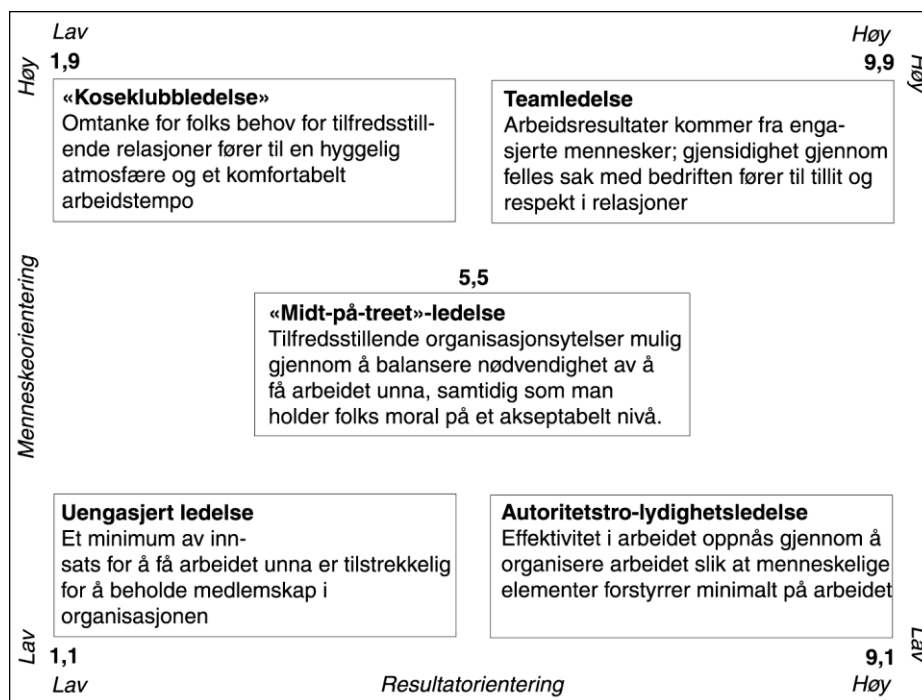 Lav
Høy
1,9
9,9
Høy
Høy
«Koseklubbledelse»
Omtanke for folks behov for tilfredsstill-
ende relasjoner fører til en hyggelig
atmosfære og et komfortabelt
arbeidstempo
Teamledelse
Arbeidsresultater kommer fra enga-
sjerte mennesker; gjensidighet gjennom
felles sak med bedriften fører til tillit og
respekt i relasjoner
Menneskeorientering
5,5
«Midt-på-treet»-ledelse
Tilfredsstillende organisasjonsytelser mulig
gjennom å balansere nødvendighet av å
få arbeidet unna, samtidig som man
holder folks moral på et akseptabelt nivå.
Uengasjert ledelse
Et minimum av inn-
sats for å få arbeidet unna er tilstrekkelig
for å beholde medlemskap i
organisasjonen
Autoritetstro-lydighetsledelse
Effektivitet i arbeidet oppnås gjennom å
organisere arbeidet slik at menneskelige
elementer forstyrrer minimalt på arbeidet
Lav
Lav
1,1
9,1
Lav
Resultatorientering
Høy